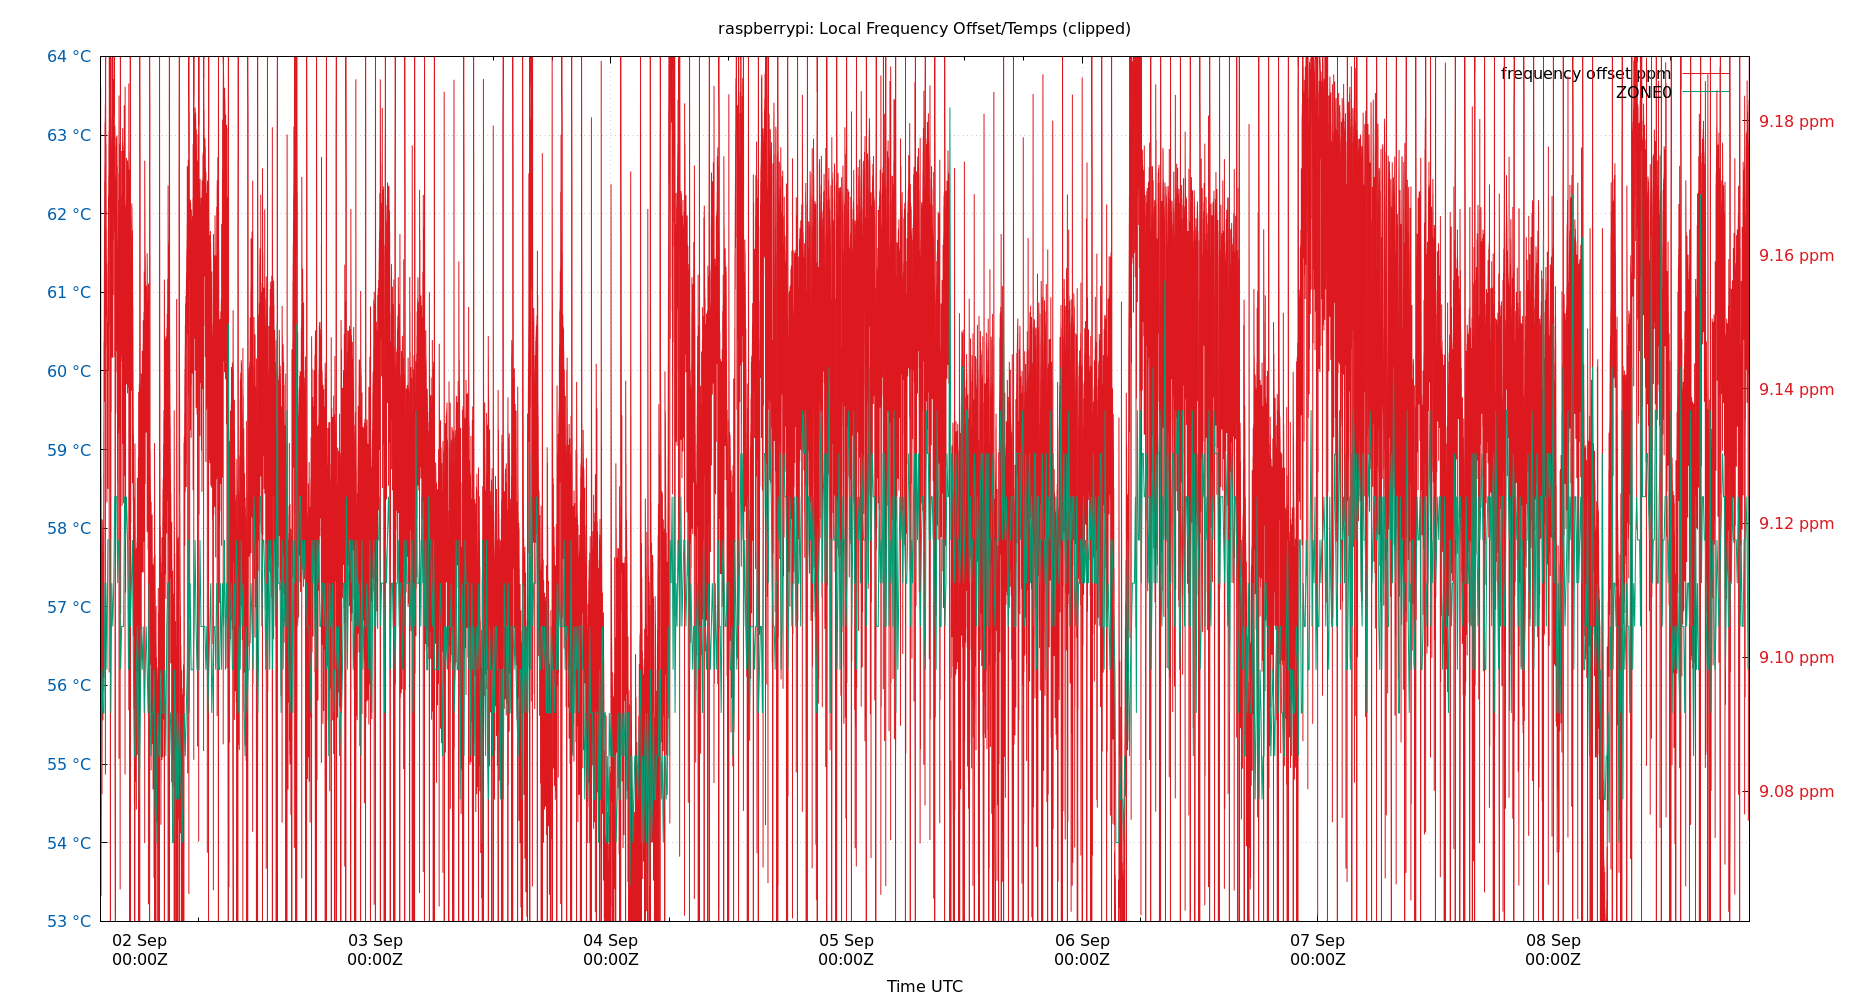 raspberrypi: Local Frequency Offset/Temps (clipped)
64 °C
63 °C
62 °C
61 °C
60 °C
59 °C
58 °C
57 °C
56 °C
55 °C
54 °C
53 °C
frequency offset ppm
ZONE0
9.18 ppm
9.16 ppm
9.14 ppm
9.12 ppm
9.10 ppm
9.08 ppm
02 Sep 03 Sep 04 Sep 05 Sep 06 Sep 07 Sep 08 Sep
00:00Z 00:00Z 00:00Z 00:00Z 00:00Z 00:00Z 00:00Z
Time UTC